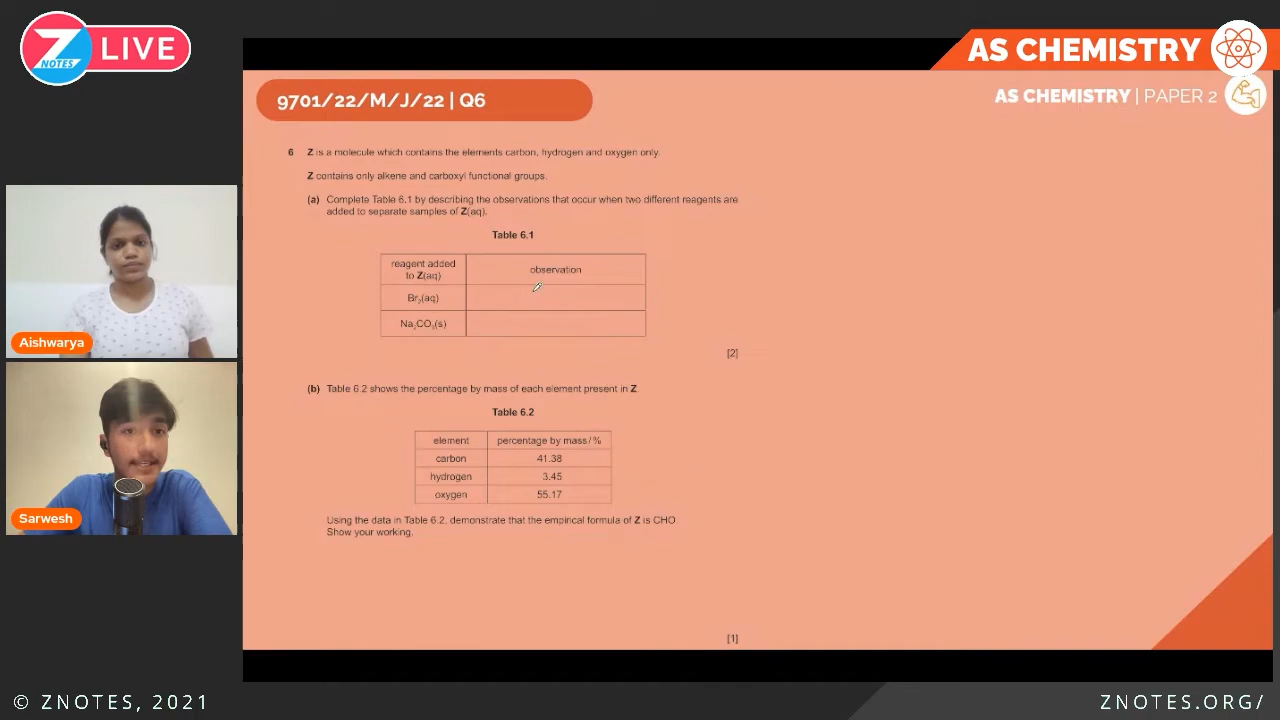 Z NOTES LIVE
AS CHEMISTRY
9701/22/M/J/22 | Q6
AS CHEMISTRY | PAPER 2
6 Z is a molecule which contains the elements carbon, hydrogen and oxygen only.
Z contains only alkene and carboxyl functional groups.
(a) Complete Table 6.1 by describing the observations that occur when two different reagents are
added to separate samples of Z(aq).
Table 6.1
reagent added
to Z(aq)
observation
Br₂(aq)
Na₂CO₃(s)
[2]
(b) Table 6.2 shows the percentage by mass of each element present in Z.
Table 6.2
element percentage by mass / %
carbon 41.38
hydrogen 3.45
oxygen 55.17
Using the data in Table 6.2, demonstrate that the empirical formula of Z is CHO.
Show your working.
[1]
Aishwarya
Sarwesh
© ZNOTES, 2021
ZNOTES.ORG/